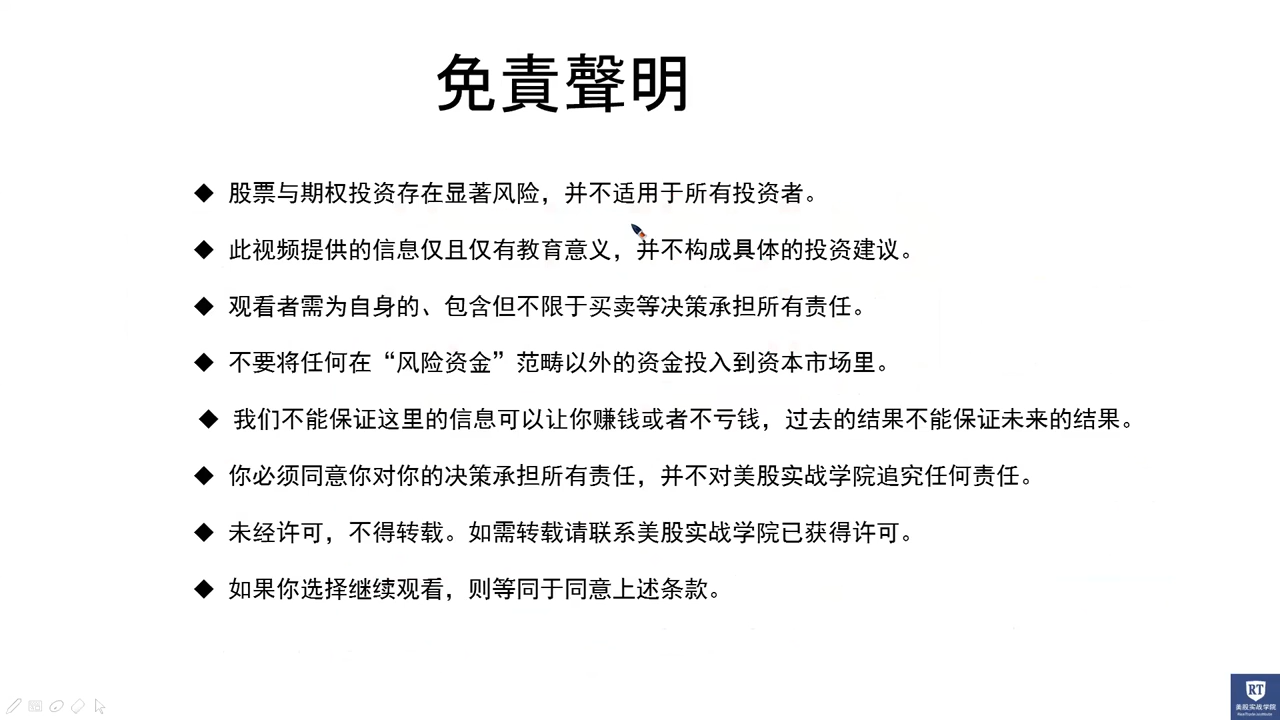 免責聲明
◆ 股票与期权投资存在显著风险，并不适用于所有投资者。
◆ 此视频提供的信息仅且仅有教育意义，并不构成具体的投资建议。
◆ 观看者需为自身的、包含但不限于买卖等决策承担所有责任。
◆ 不要将任何在“风险资金”范畴以外的资金投入到资本市场里。
◆ 我们不能保证这里的信息可以让你赚钱或者不亏钱，过去的结果不能保证未来的结果。
◆ 你必须同意你对你的决策承担所有责任，并不对美股实战学院追究任何责任。
◆ 未经许可，不得转载。如需转载请联系美股实战学院已获得许可。
◆ 如果你选择继续观看，则等同于同意上述条款。
RT
美股实战学院